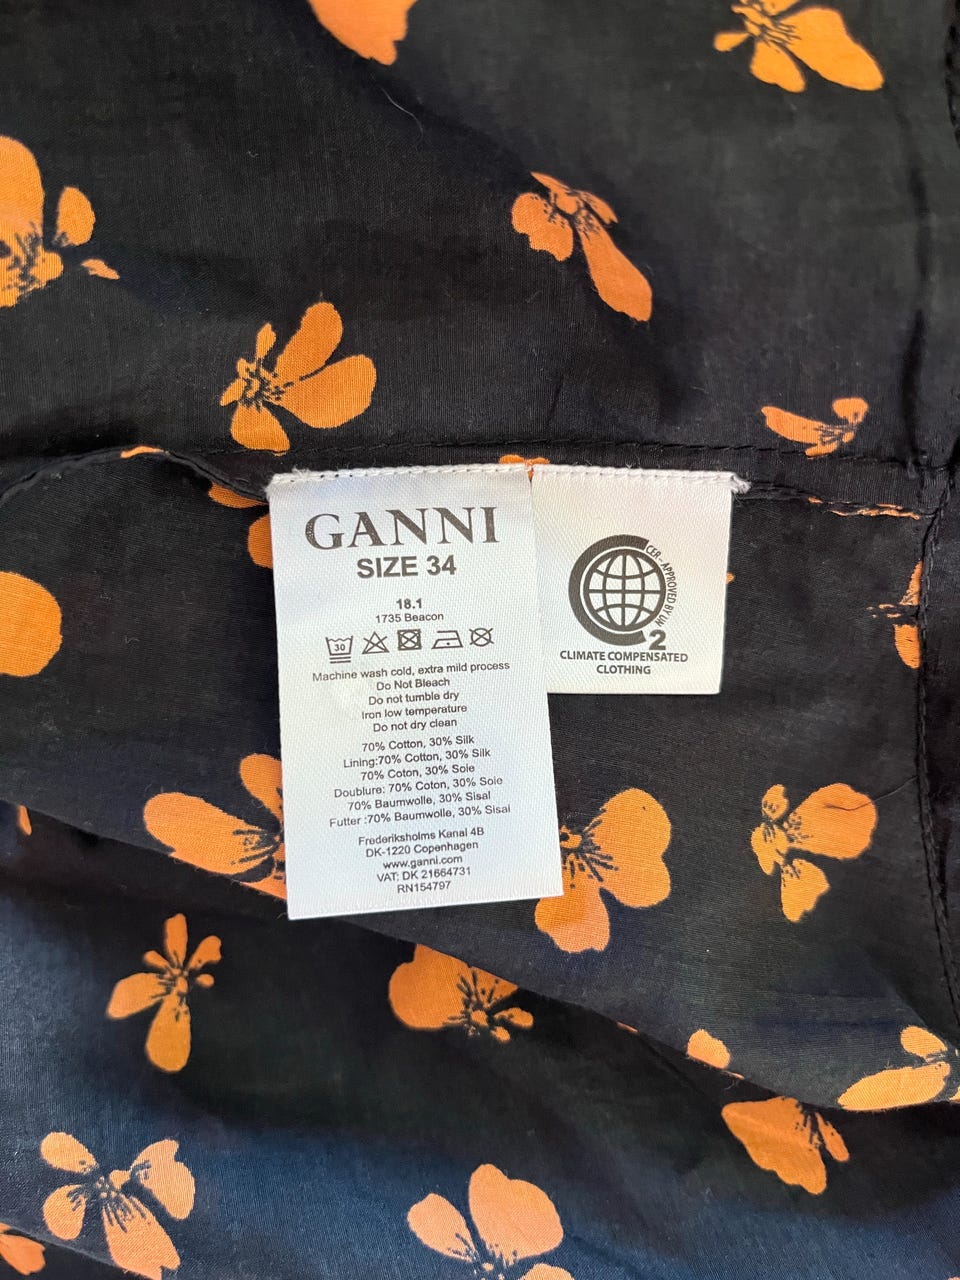 GANNI
SIZE 34
18.1
1735 Beacon
30
Machine wash cold, extra mild process
Do Not Bleach
Do not tumble dry
Iron low temperature
Do not dry clean
70% Cotton, 30% Silk
Lining:70% Cotton, 30% Silk
70% Coton, 30% Soie
Doublure: 70% Coton, 30% Soie
70% Baumwolle, 30% Sisal
Futter :70% Baumwolle, 30% Sisal
Frederiksholms Kanal 4B
DK-1220 Copenhagen
www.ganni.com
VAT: DK 21664731
RN154797
CER - APPROVED BY UN
2
CLIMATE COMPENSATED
CLOTHING